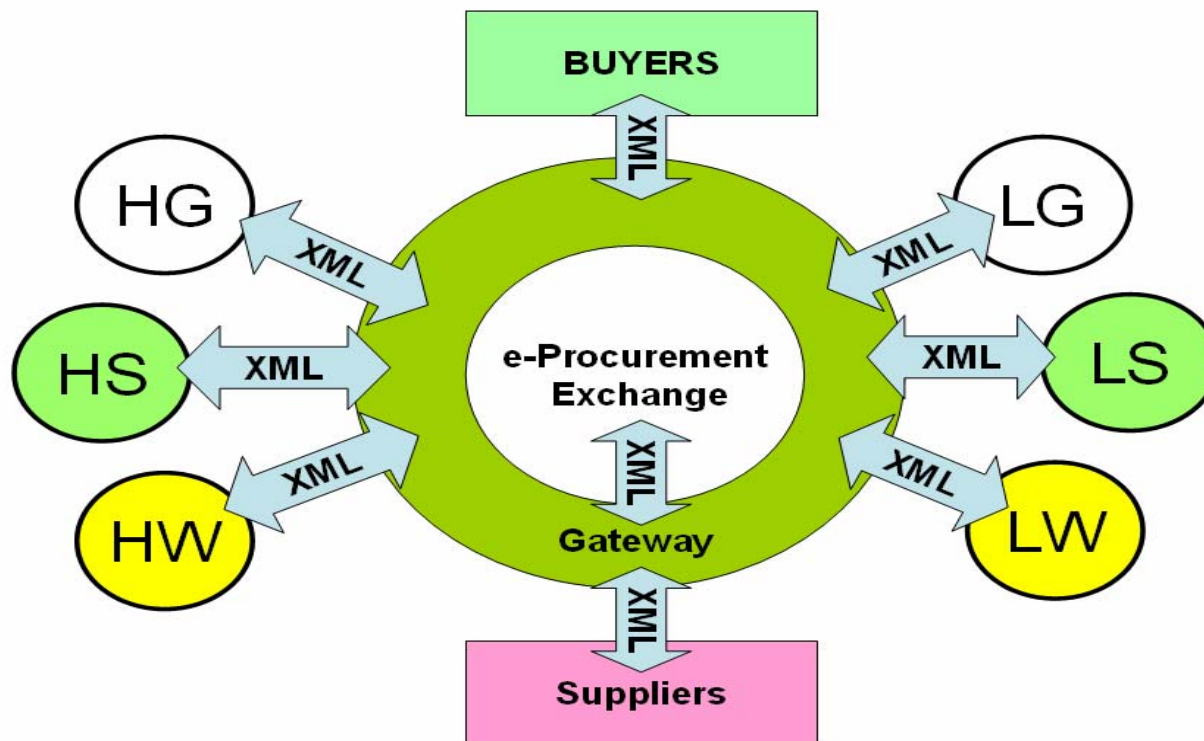 BUYERS
XML
HG
XML
LG
XML
HS
XML
e-Procurement
Exchange
XML
LS
HW
XML
XML
XML
LW
Gateway
XML
Suppliers